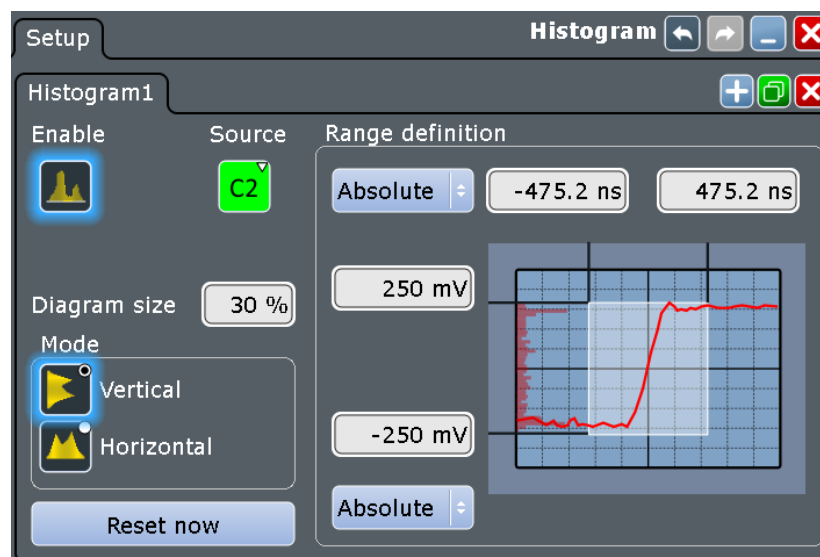 Setup
Histogram
Histogram1
Enable
Source
Range definition
C2
Absolute
-475.2 ns
475.2 ns
250 mV
Diagram size
30 %
Mode
Vertical
Horizontal
-250 mV
Absolute
Reset now